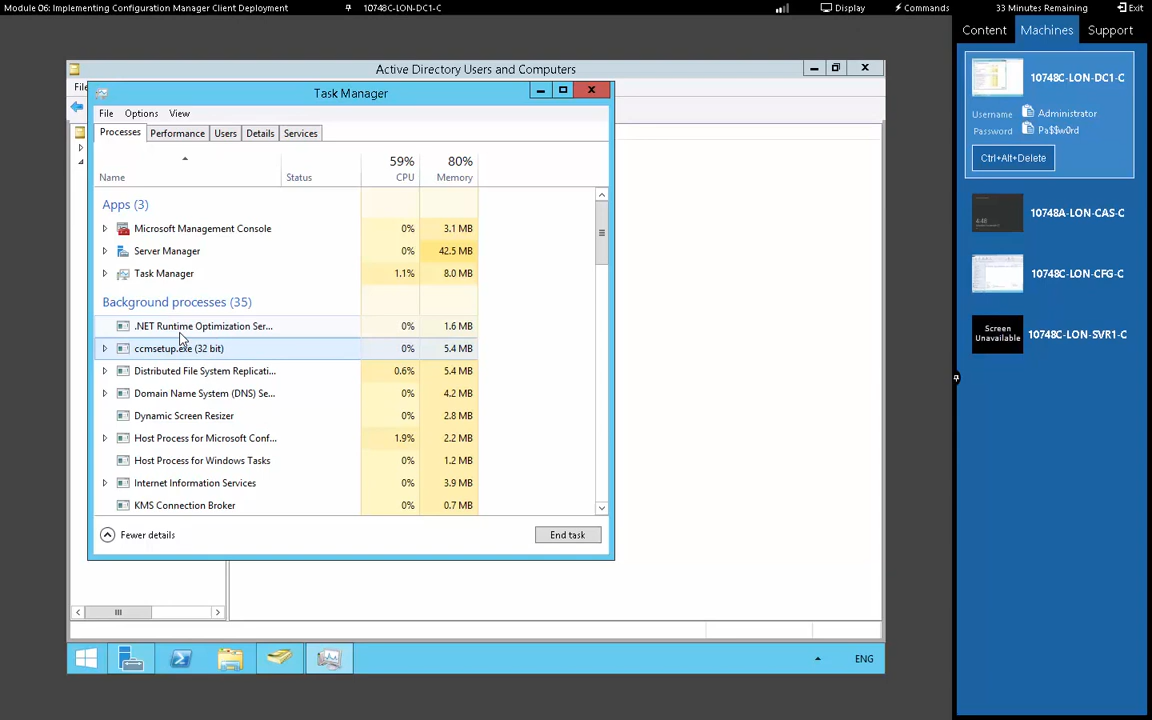 Module 06: Implementing Configuration Manager Client Deployment
10748C-LON-DC1-C
Display
Commands
33 Minutes Remaining
Exit
Content
Machines
Support
10748C-LON-DC1-C
Username
Administrator
Password
Pa$$w0rd
Ctrl+Alt+Delete
10748A-LON-CAS-C
10748C-LON-CFG-C
Screen
Unavailable
10748C-LON-SVR1-C
Active Directory Users and Computers
Task Manager
File Options View
Processes Performance Users Details Services
59% 80%
Name Status CPU Memory
Apps (3)
Microsoft Management Console 0% 3.1 MB
Server Manager 0% 42.5 MB
Task Manager 1.1% 8.0 MB
Background processes (35)
.NET Runtime Optimization Ser... 0% 1.6 MB
ccmsetup.exe (32 bit) 0% 5.4 MB
Distributed File System Replicati... 0.6% 5.4 MB
Domain Name System (DNS) Se... 0% 4.2 MB
Dynamic Screen Resizer 0% 2.8 MB
Host Process for Microsoft Conf... 1.9% 2.2 MB
Host Process for Windows Tasks 0% 1.2 MB
Internet Information Services 0% 3.9 MB
KMS Connection Broker 0% 0.7 MB
Fewer details
End task
ENG